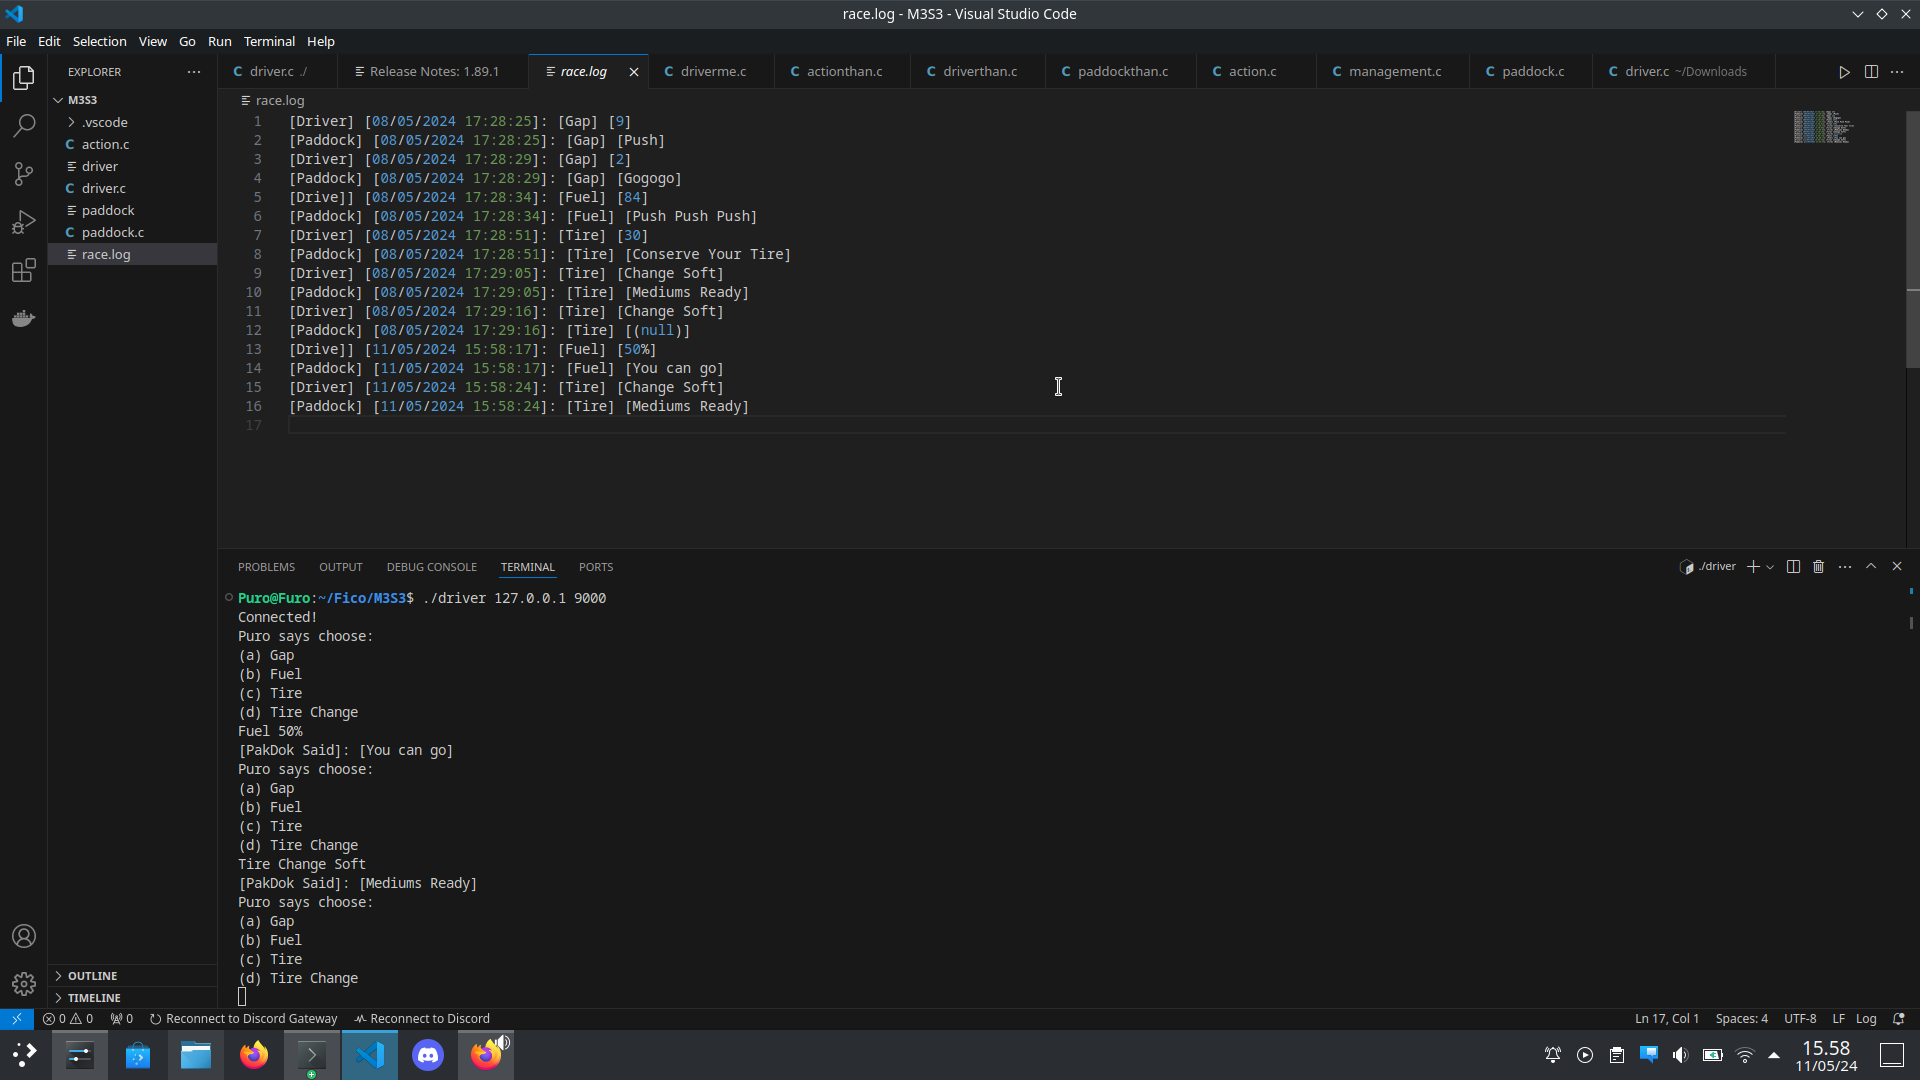 race.log - M3S3 - Visual Studio Code
File Edit Selection View Go Run Terminal Help
EXPLORER
driver.c ./ Release Notes: 1.89.1 race.log driverme.c actionthan.c driverthan.c paddockthan.c action.c management.c paddock.c driver.c ~/Downloads
M3S3
.vscode
action.c
driver
driver.c
paddock
paddock.c
race.log
OUTLINE
TIMELINE
race.log
1 [Driver] [08/05/2024 17:28:25]: [Gap] [9]
2 [Paddock] [08/05/2024 17:28:25]: [Gap] [Push]
3 [Driver] [08/05/2024 17:28:29]: [Gap] [2]
4 [Paddock] [08/05/2024 17:28:29]: [Gap] [Gogogo]
5 [Drive]] [08/05/2024 17:28:34]: [Fuel] [84]
6 [Paddock] [08/05/2024 17:28:34]: [Fuel] [Push Push Push]
7 [Driver] [08/05/2024 17:28:51]: [Tire] [30]
8 [Paddock] [08/05/2024 17:28:51]: [Tire] [Conserve Your Tire]
9 [Driver] [08/05/2024 17:29:05]: [Tire] [Change Soft]
10 [Paddock] [08/05/2024 17:29:05]: [Tire] [Mediums Ready]
11 [Driver] [08/05/2024 17:29:16]: [Tire] [Change Soft]
12 [Paddock] [08/05/2024 17:29:16]: [Tire] [(null)]
13 [Drive]] [11/05/2024 15:58:17]: [Fuel] [50%]
14 [Paddock] [11/05/2024 15:58:17]: [Fuel] [You can go]
15 [Driver] [11/05/2024 15:58:24]: [Tire] [Change Soft]
16 [Paddock] [11/05/2024 15:58:24]: [Tire] [Mediums Ready]
17
PROBLEMS OUTPUT DEBUG CONSOLE TERMINAL PORTS
./driver
Puro@Furo:~/Fico/M3S3$ ./driver 127.0.0.1 9000
Connected!
Puro says choose:
(a) Gap
(b) Fuel
(c) Tire
(d) Tire Change
Fuel 50%
[PakDok Said]: [You can go]
Puro says choose:
(a) Gap
(b) Fuel
(c) Tire
(d) Tire Change
Tire Change Soft
[PakDok Said]: [Mediums Ready]
Puro says choose:
(a) Gap
(b) Fuel
(c) Tire
(d) Tire Change
0 0 0 Reconnect to Discord Gateway Reconnect to Discord
Ln 17, Col 1 Spaces: 4 UTF-8 LF Log
15.58
11/05/24